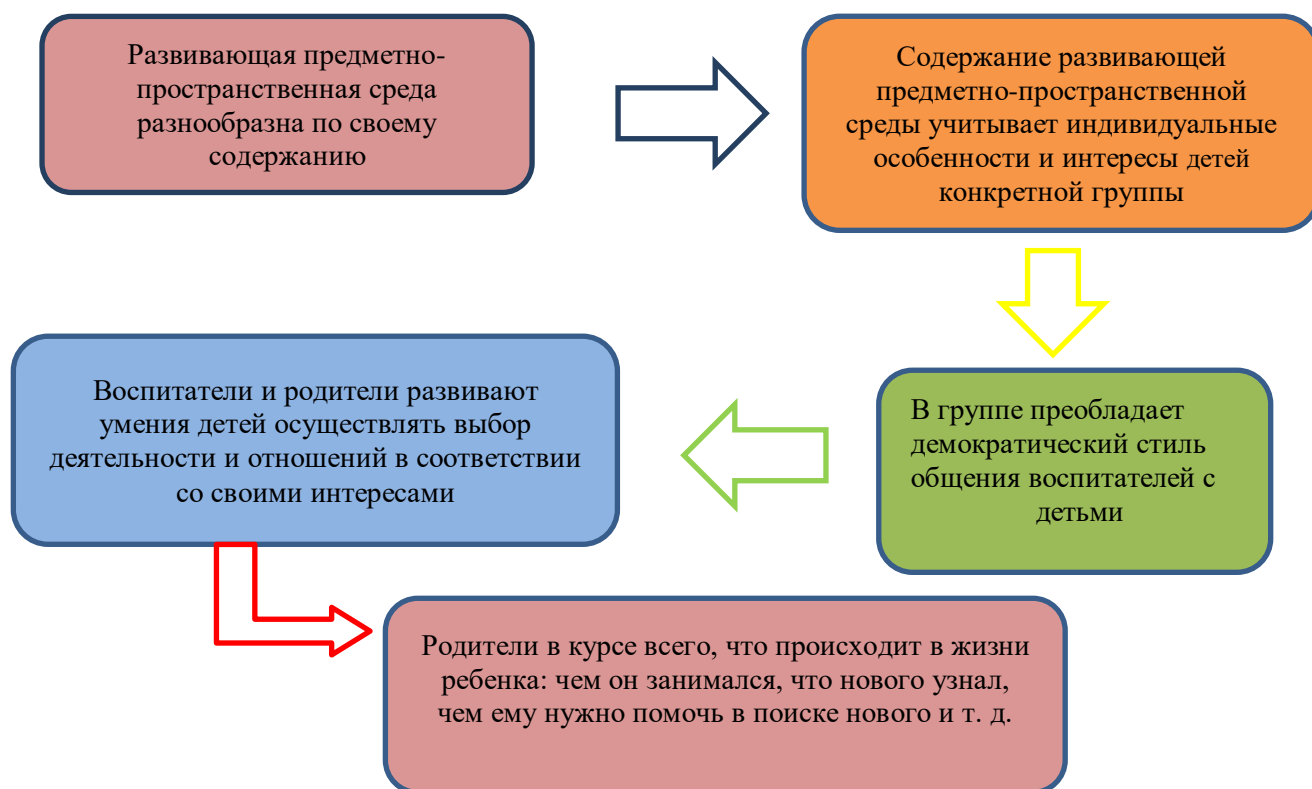 Развивающая предметно-
пространственная среда
разнообразна по своему
содержанию
Содержание развивающей
предметно-пространственной
среды учитывает индивидуальные
особенности и интересы детей
конкретной группы
В группе преобладает
демократический стиль
общения воспитателей с
детьми
Воспитатели и родители развивают
умения детей осуществлять выбор
деятельности и отношений в соответствии
со своими интересами
Родители в курсе всего, что происходит в жизни
ребенка: чем он занимался, что нового узнал,
чем ему нужно помочь в поиске нового и т. д.